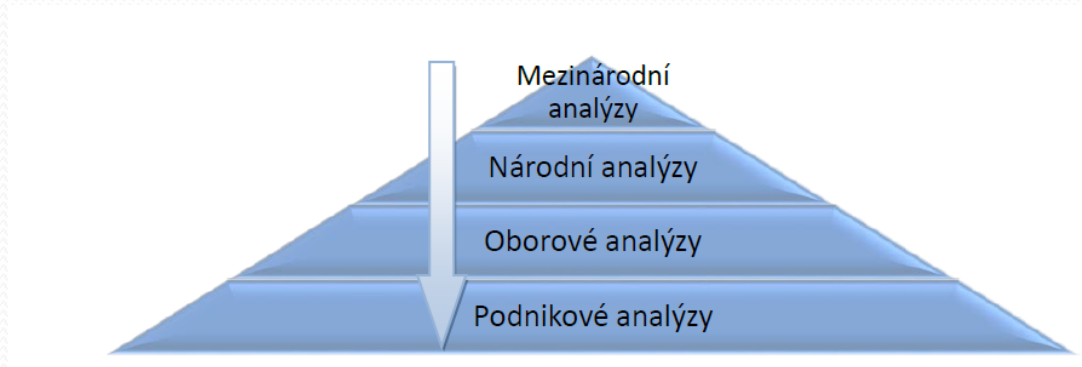 Mezinárodní
analýzy
Národní analýzy
Oborové analýzy
Podnikové analýzy